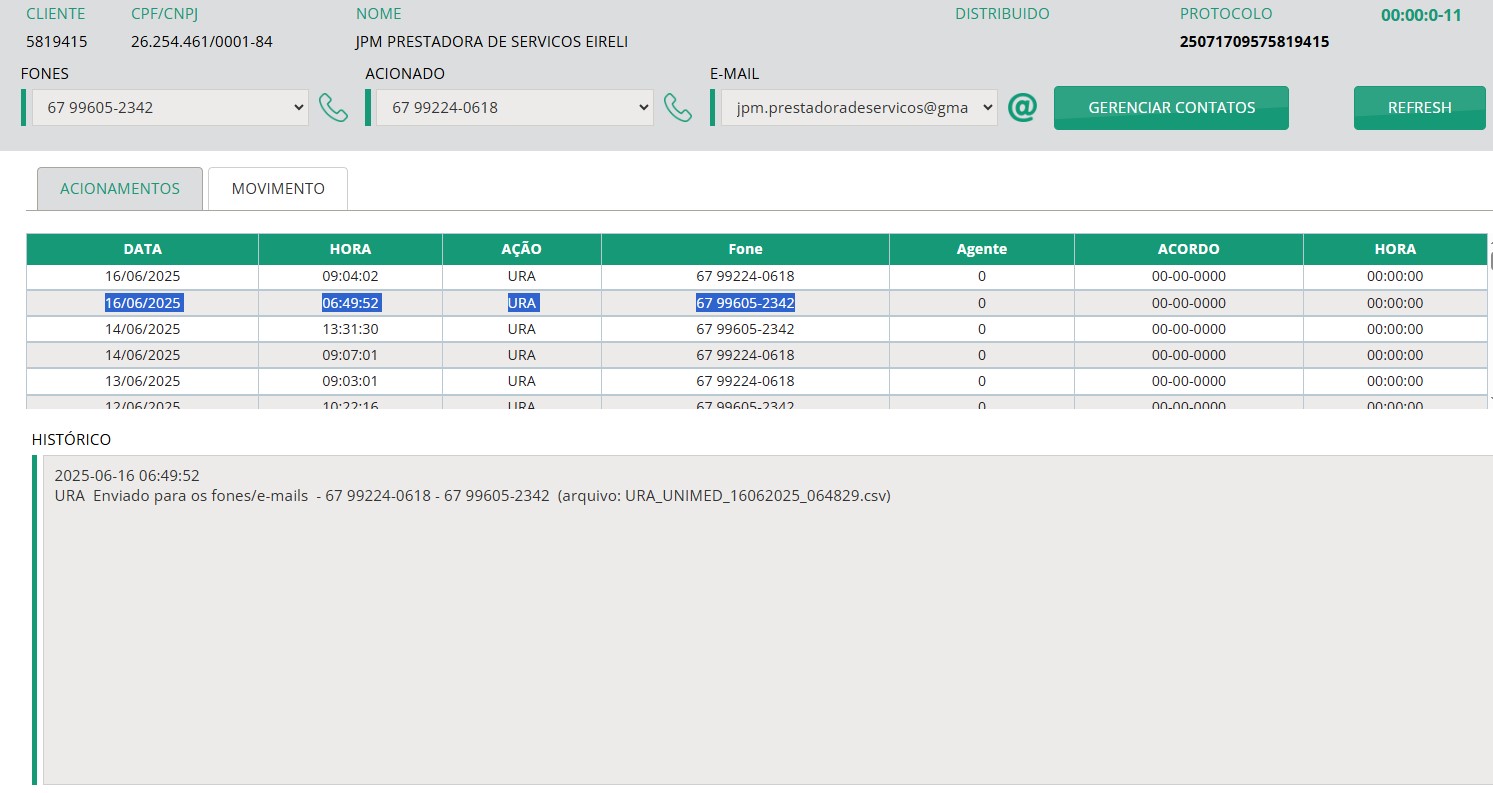 CLIENTE CPF/CNPJ NOME DISTRIBUIDO PROTOCOLO 00:00:0-11
5819415 26.254.461/0001-84 JPM PRESTADORA DE SERVICOS EIRELI 25071709575819415
FONES ACIONADO E-MAIL
67 99605-2342 67 99224-0618 jpm.prestadoradeservicos@gma @ GERENCIAR CONTATOS REFRESH
ACIONAMENTOS MOVIMENTO
DATA HORA AÇÃO Fone Agente ACORDO HORA
16/06/2025 09:04:02 URA 67 99224-0618 0 00-00-0000 00:00:00
16/06/2025 06:49:52 URA 67 99605-2342 0 00-00-0000 00:00:00
14/06/2025 13:31:30 URA 67 99605-2342 0 00-00-0000 00:00:00
14/06/2025 09:07:01 URA 67 99224-0618 0 00-00-0000 00:00:00
13/06/2025 09:03:01 URA 67 99224-0618 0 00-00-0000 00:00:00
12/06/2025 10:22:16 URA 67 99605-2342 0 00-00-0000 00:00:00
HISTÓRICO
2025-06-16 06:49:52
URA Enviado para os fones/e-mails - 67 99224-0618 - 67 99605-2342 (arquivo: URA_UNIMED_16062025_064829.csv)